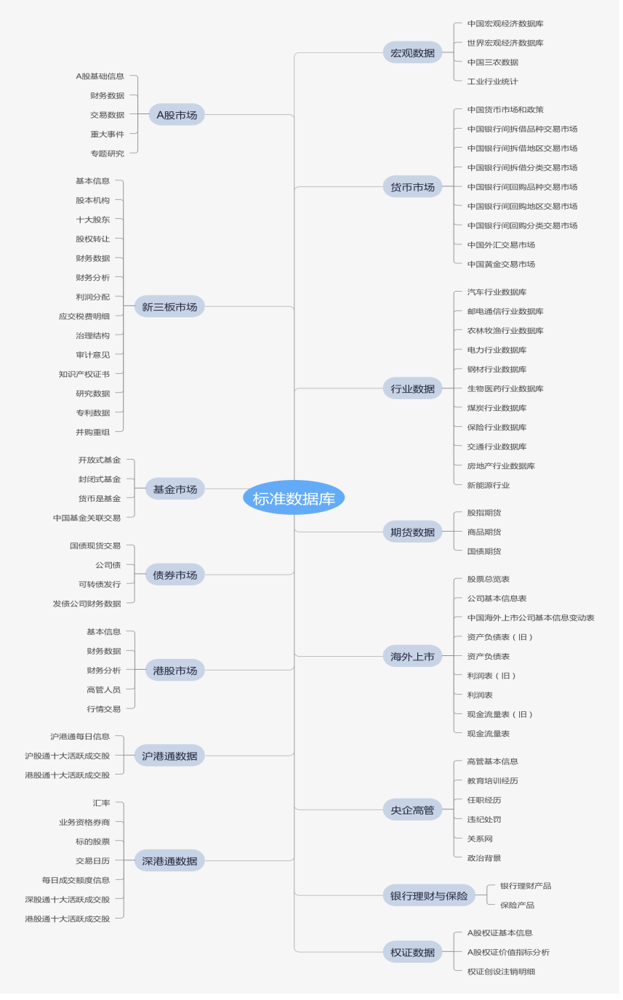 标准数据库
A股市场
A股基础信息
财务数据
交易数据
重大事件
专题研究
新三板市场
基本信息
股本机构
十大股东
股权转让
财务数据
财务分析
利润分配
应交税费明细
治理结构
审计意见
知识产权证书
研究数据
专利数据
并购重组
基金市场
开放式基金
封闭式基金
货币是基金
中国基金关联交易
债券市场
国债现货交易
公司债
可转债发行
发债公司财务数据
港股市场
基本信息
财务数据
财务分析
高管人员
行情交易
沪港通数据
沪港通每日信息
沪股通十大活跃成交股
港股通十大活跃成交股
深港通数据
汇率
业务资格券商
标的股票
交易日历
每日成交额度信息
深股通十大活跃成交股
港股通十大活跃成交股
宏观数据
中国宏观经济数据库
世界宏观经济数据库
中国三农数据
工业行业统计
货币市场
中国货币市场和政策
中国银行间拆借品种交易市场
中国银行间拆借地区交易市场
中国银行间拆借分类交易市场
中国银行间回购品种交易市场
中国银行间回购地区交易市场
中国银行间回购分类交易市场
中国外汇交易市场
中国黄金交易市场
行业数据
汽车行业数据库
邮电通信行业数据库
农林牧渔行业数据库
电力行业数据库
钢材行业数据库
生物医药行业数据库
煤炭行业数据库
保险行业数据库
交通行业数据库
房地产行业数据库
新能源行业
期货数据
股指期货
商品期货
国债期货
海外上市
股票总览表
公司基本信息表
中国海外上市公司基本信息变动表
资产负债表（旧）
资产负债表
利润表（旧）
利润表
现金流量表（旧）
现金流量表
央企高管
高管基本信息
教育培训经历
任职经历
违纪处罚
关系网
政治背景
银行理财与保险
银行理财产品
保险产品
权证数据
A股权证基本信息
A股权证价值指标分析
权证创设注销明细